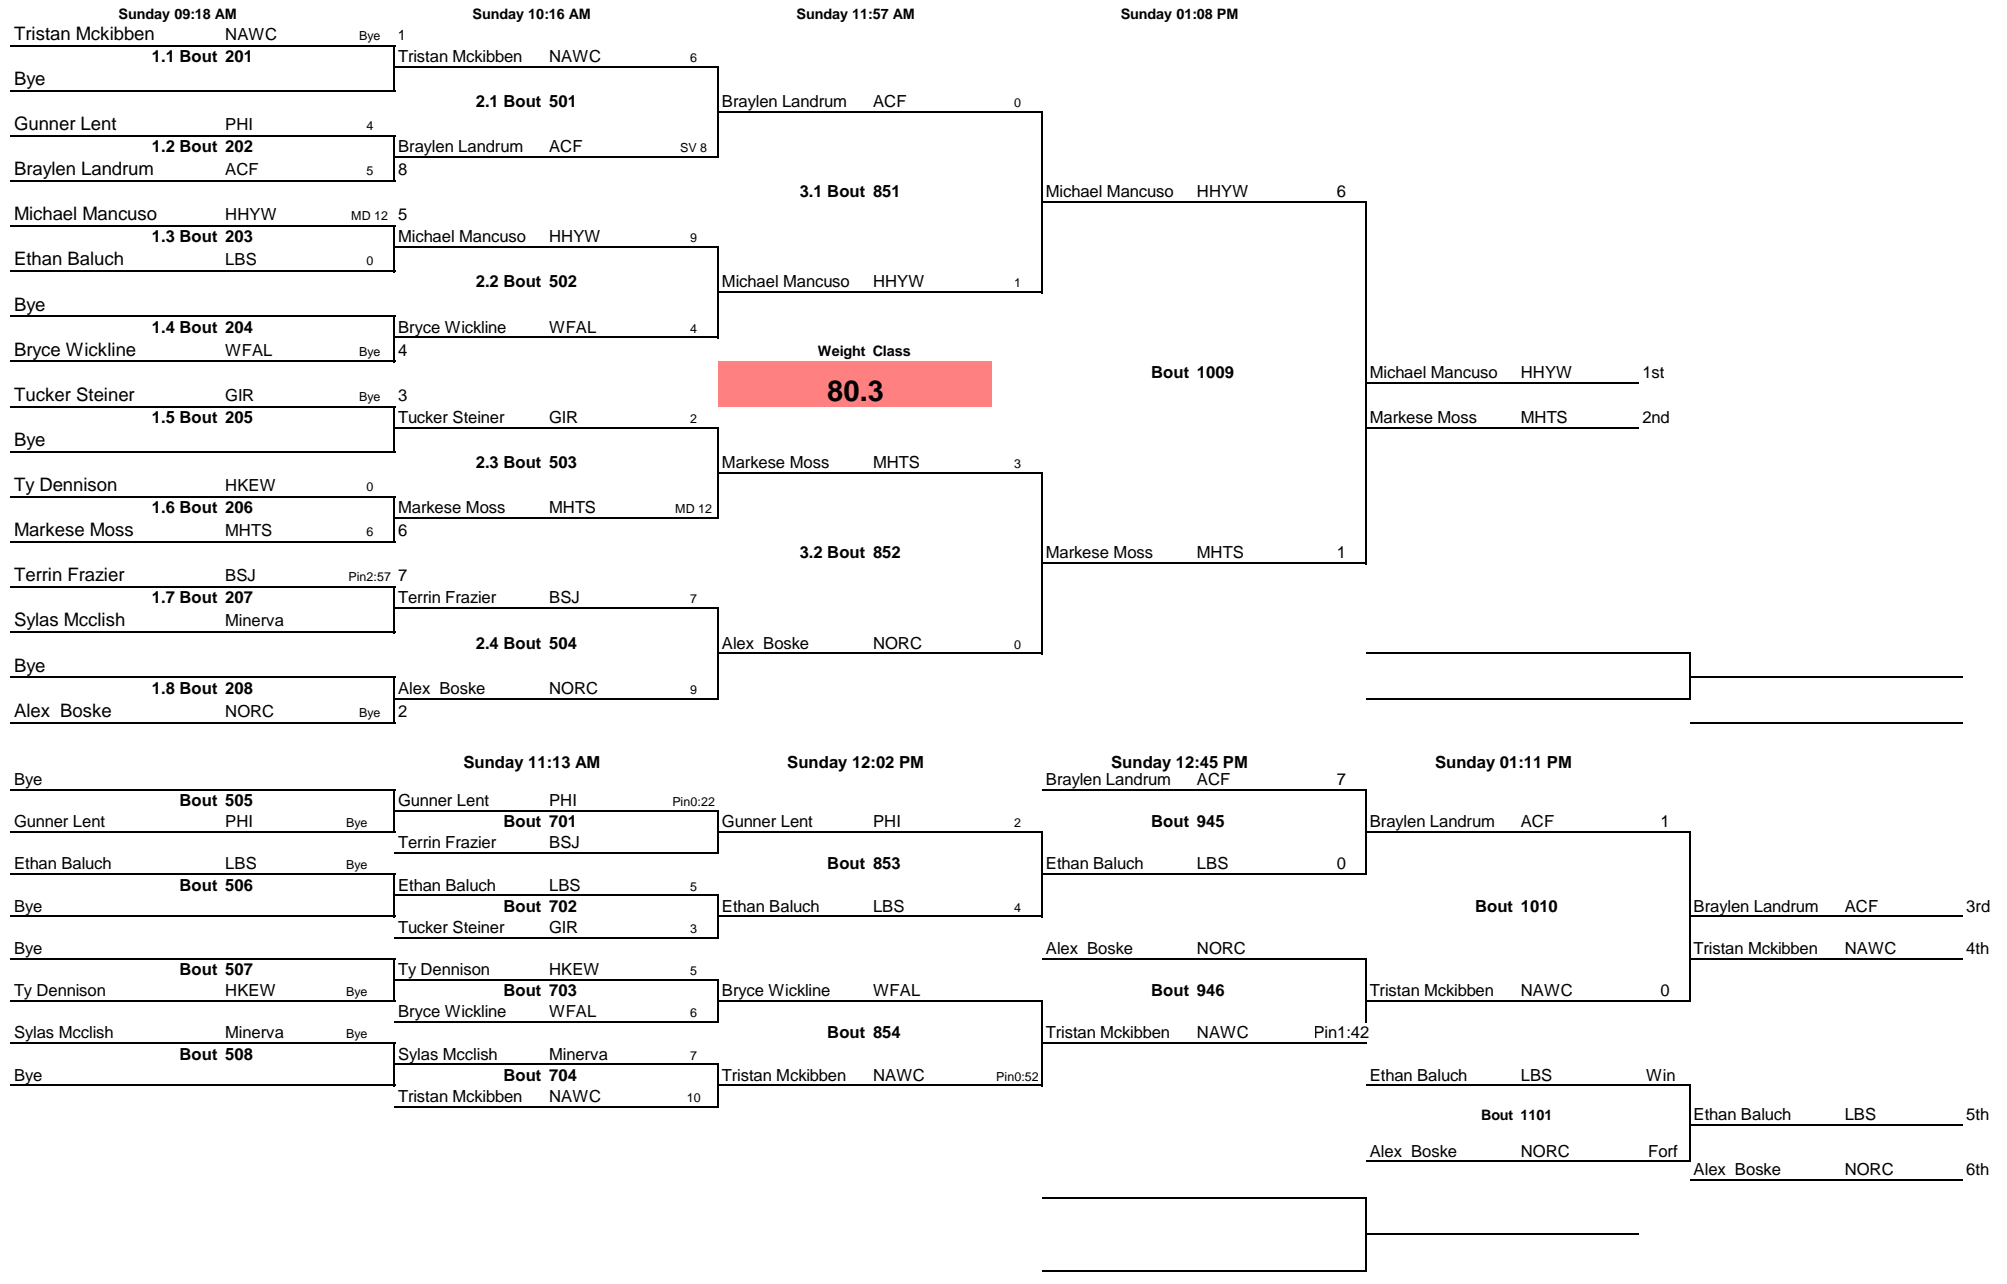 Sunday 09:18 AM Sunday 10:16 AM Sunday 11:57 AM Sunday 01:08 PM
Tristan Mckibben NAWC Bye 1
1.1 Bout 201 Tristan Mckibben NAWC 6
Bye
2.1 Bout 501 Braylen Landrum ACF 0
Gunner Lent PHI 4
1.2 Bout 202 Braylen Landrum ACF SV 8
Braylen Landrum ACF 5 8
3.1 Bout 851 Michael Mancuso HHYW 6
Michael Mancuso HHYW MD 12 5
1.3 Bout 203 Michael Mancuso HHYW 9
Ethan Baluch LBS 0
2.2 Bout 502 Michael Mancuso HHYW 1
Bye
1.4 Bout 204 Bryce Wickline WFAL 4
Bryce Wickline WFAL Bye 4 Weight Class
Bout 1009 Michael Mancuso HHYW 1st
Tucker Steiner GIR Bye 3 80.3
1.5 Bout 205 Tucker Steiner GIR 2 Markese Moss MHTS 2nd
Bye
2.3 Bout 503 Markese Moss MHTS 3
Ty Dennison HKEW 0
1.6 Bout 206 Markese Moss MHTS MD 12
Markese Moss MHTS 6 6
3.2 Bout 852 Markese Moss MHTS 1
Terrin Frazier BSJ Pin2:57 7
1.7 Bout 207 Terrin Frazier BSJ 7
Sylas Mcclish Minerva
2.4 Bout 504 Alex Boske NORC 0
Bye
1.8 Bout 208 Alex Boske NORC 9
Alex Boske NORC Bye 2
Sunday 11:13 AM Sunday 12:02 PM Sunday 12:45 PM Sunday 01:11 PM
Bye Braylen Landrum ACF 7
Bout 505 Gunner Lent PHI Pin0:22
Gunner Lent PHI Bye Bout 701 Gunner Lent PHI 2 Bout 945 Braylen Landrum ACF 1
Terrin Frazier BSJ
Ethan Baluch LBS Bye Bout 853 Ethan Baluch LBS 0
Bout 506 Ethan Baluch LBS 5
Bye Bout 702 Ethan Baluch LBS 4 Bout 1010 Braylen Landrum ACF 3rd
Tucker Steiner GIR 3
Bye Alex Boske NORC Tristan Mckibben NAWC 4th
Bout 507 Ty Dennison HKEW 5
Ty Dennison HKEW Bye Bout 703 Bryce Wickline WFAL Bout 946 Tristan Mckibben NAWC 0
Bryce Wickline WFAL 6
Sylas Mcclish Minerva Bye Bout 854 Tristan Mckibben NAWC Pin1:42
Bout 508 Sylas Mcclish Minerva 7
Bye Bout 704 Tristan Mckibben NAWC Pin0:52 Ethan Baluch LBS Win
Tristan Mckibben NAWC 10
Bout 1101 Ethan Baluch LBS 5th
Alex Boske NORC Forf
Alex Boske NORC 6th